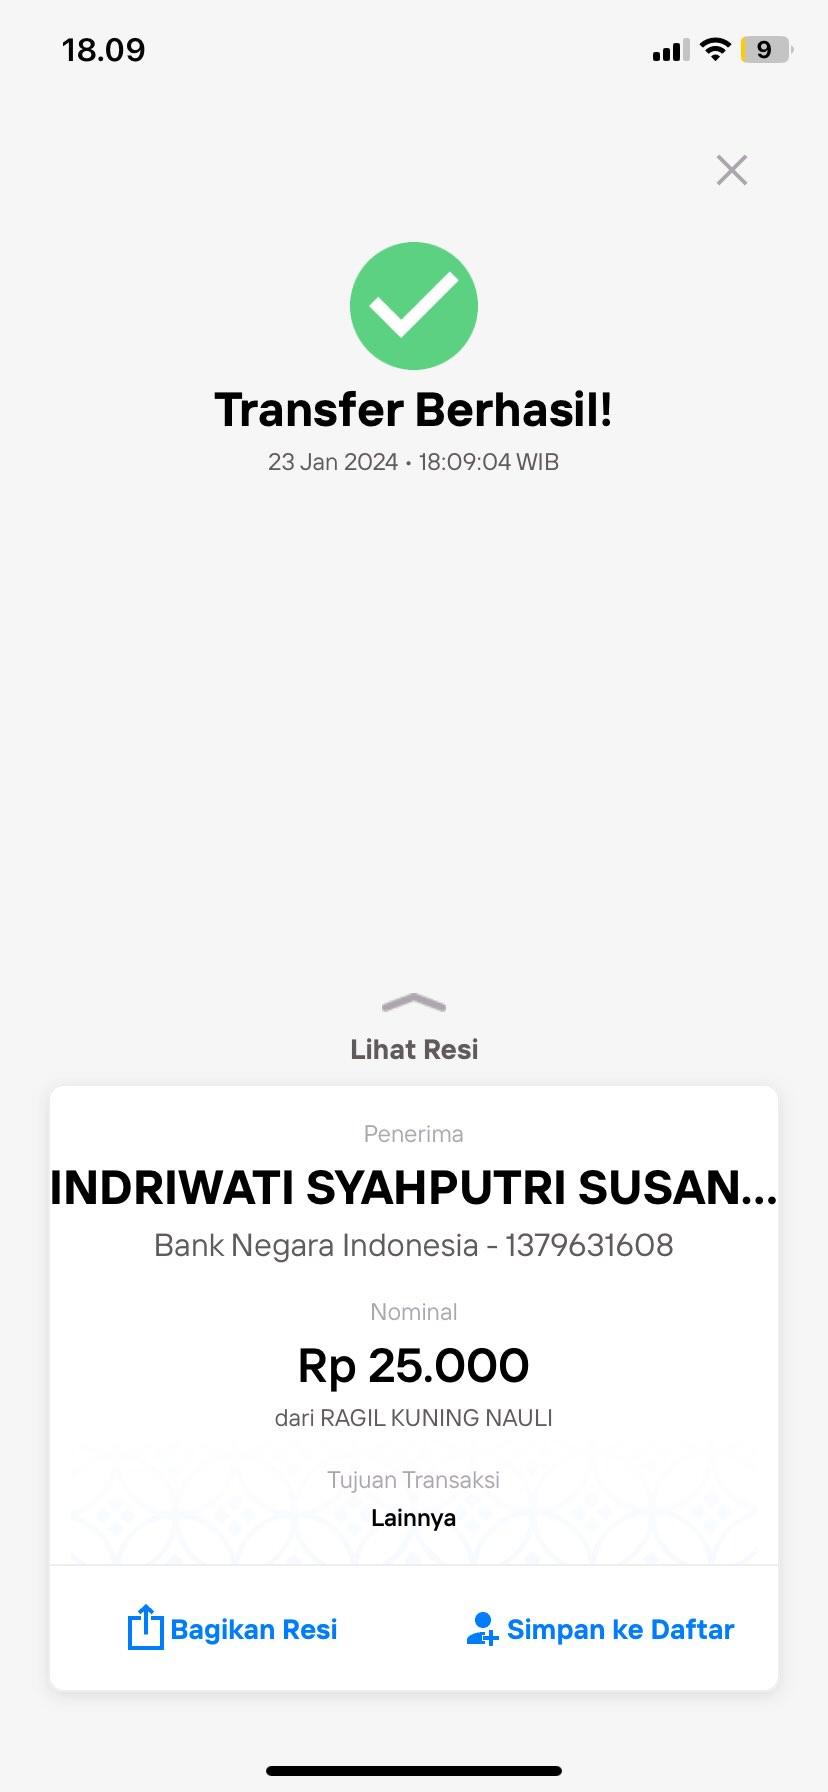 18.09
9
Transfer Berhasil!
23 Jan 2024 • 18:09:04 WIB
Lihat Resi
Penerima
INDRIWATI SYAHPUTRI SUSAN...
Bank Negara Indonesia - 1379631608
Nominal
Rp 25.000
dari RAGIL KUNING NAULI
Tujuan Transaksi
Lainnya
Bagikan Resi
Simpan ke Daftar